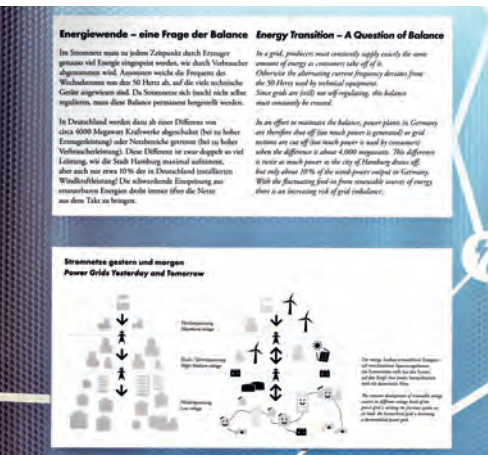 Energiewende – eine Frage der Balance
Im Stromnetz muss zu jedem Zeitpunkt durch Erzeuger
genauso viel Energie eingespeist werden, wie durch Verbraucher
abgenommen wird. Ansonsten weicht die Frequenz des
Wechselstroms von den 50 Hertz ab, auf die viele technische
Geräte angewiesen sind. Da Stromnetze sich (noch) nicht selbst
regulieren, muss diese Balance permanent hergestellt werden.
In Deutschland werden dazu ab einer Differenz von
circa 4000 Megawatt Kraftwerke abgeschaltet (bei zu hoher
Erzeugerleistung) oder Netzbereiche getrennt (bei zu hoher
Verbraucherleistung). Diese Differenz ist zwar doppelt so viel
Leistung, wie die Stadt Hamburg maximal aufnimmt,
aber auch nur etwa 10 % der in Deutschland installierten
Windkraftleistung! Die schwankende Einspeisung aus
erneuerbaren Energien droht immer öfter die Netze
aus dem Takt zu bringen.
Energy Transition – A Question of Balance
In a grid, producers must constantly supply exactly the same
amount of energy as consumers take off of it.
Otherwise the alternating current frequency deviates from
the 50 Hertz used by technical equipment.
Since grids are (still) not self-regulating, this balance
must constantly be created.
In an effort to maintain the balance, power plants in Germany
are therefore shut off (too much power is generated) or grid
sections are cut off (too much power is used by consumers)
when the difference is about 4,000 megawatts. This difference
is twice as much power as the city of Hamburg draws off,
but only about 10 % of the wind-power output in Germany.
With the fluctuating feed-in from renewable sources of energy,
there is an increasing risk of grid imbalance.
Stromnetze gestern und morgen
Power Grids Yesterday and Tomorrow
Höchstspannung
Hoch-/Mittelspannung
High/Medium voltage
Niederspannung
Low voltage